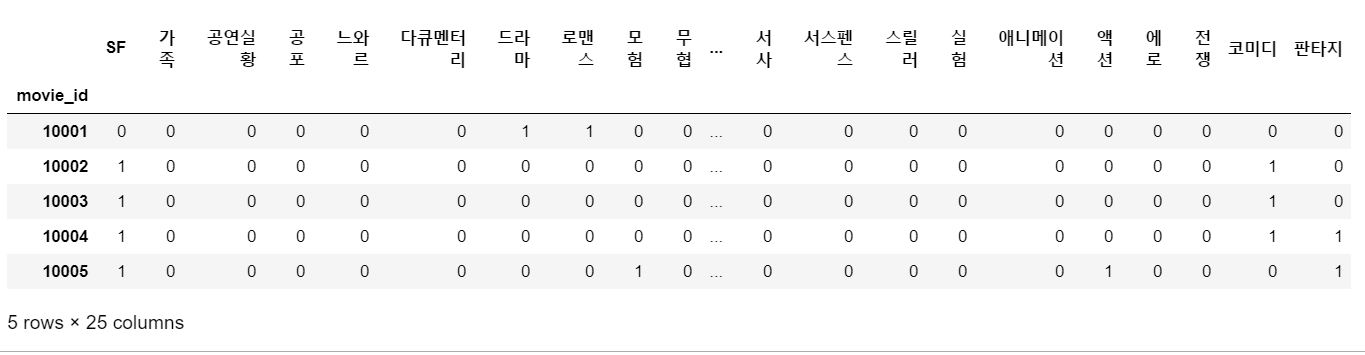 SF 가족 공연실황 공포 느와르 다큐멘터리 드라마 로맨스 모험 무협 ... 서사 서스펜스 스릴러 실험 애니메이션 액션 에로 전쟁 코미디 판타지
movie_id
10001 0 0 0 0 0 0 1 1 0 0 ... 0 0 0 0 0 0 0 0 0 0
10002 1 0 0 0 0 0 0 0 0 0 ... 0 0 0 0 0 0 0 0 1 0
10003 1 0 0 0 0 0 0 0 0 0 ... 0 0 0 0 0 0 0 0 1 0
10004 1 0 0 0 0 0 0 0 0 0 ... 0 0 0 0 0 0 0 0 1 1
10005 1 0 0 0 0 0 0 0 1 0 ... 0 0 0 0 0 1 0 0 0 1
5 rows × 25 columns